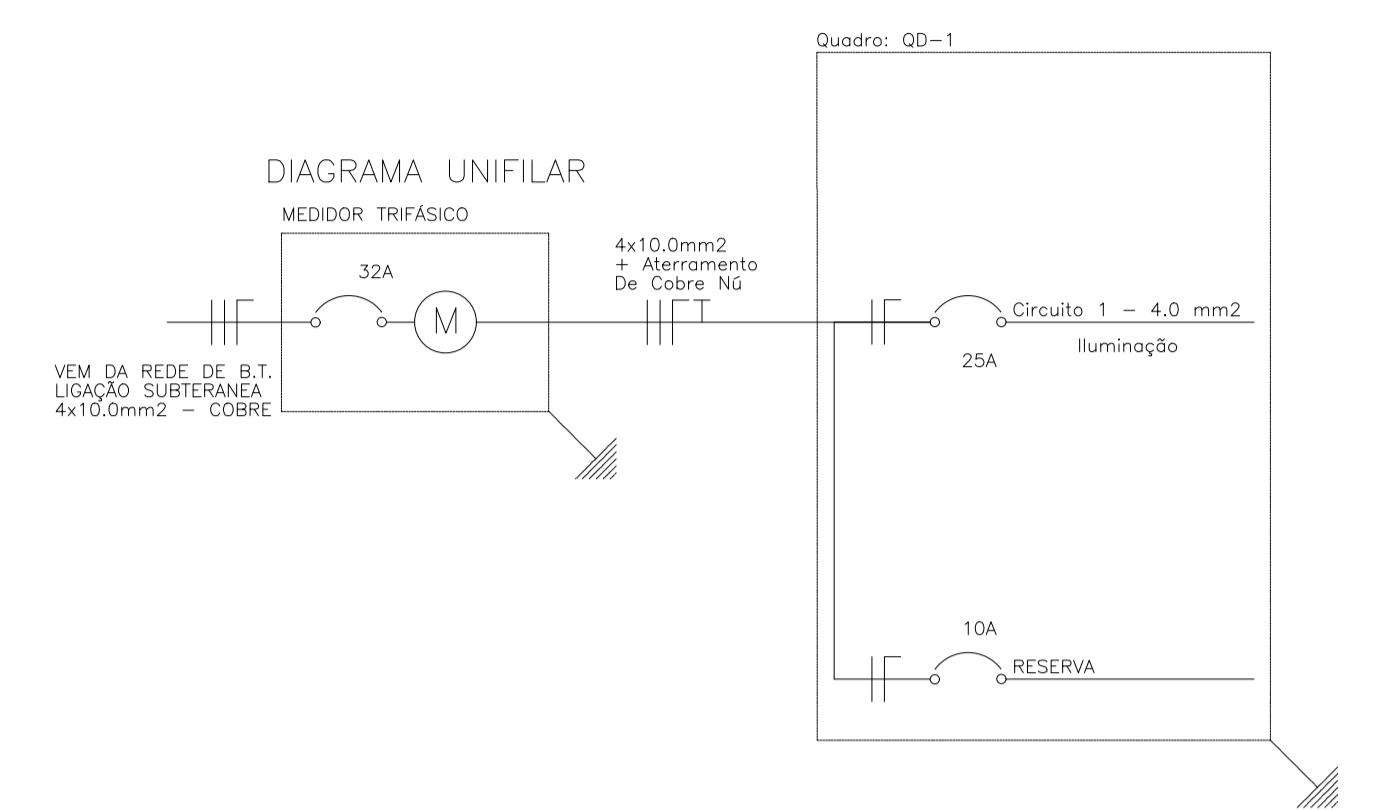 Quadro: QD-1
DIAGRAMA UNIFILAR
MEDIDOR TRIFÁSICO
32A
M
4x10.0mm2
+ Aterramento
De Cobre Nú
VEM DA REDE DE B.T.
LIGAÇÃO SUBTERANEA
4x10.0mm2 - COBRE
Circuito 1 - 4.0 mm2
Iluminação
25A
10A
RESERVA